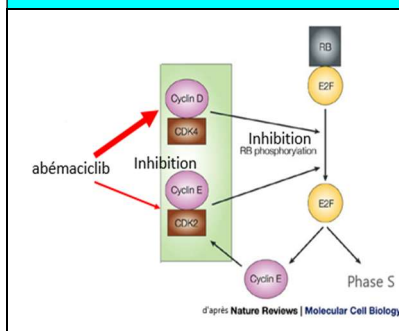 RB
E2F
Cyclin D
CDK4
Inhibition
RB phosphorylation
abémaciclib
Inhibition
Cyclin E
CDK2
E2F
Cyclin E
Phase S
d'après Nature Reviews | Molecular Cell Biology